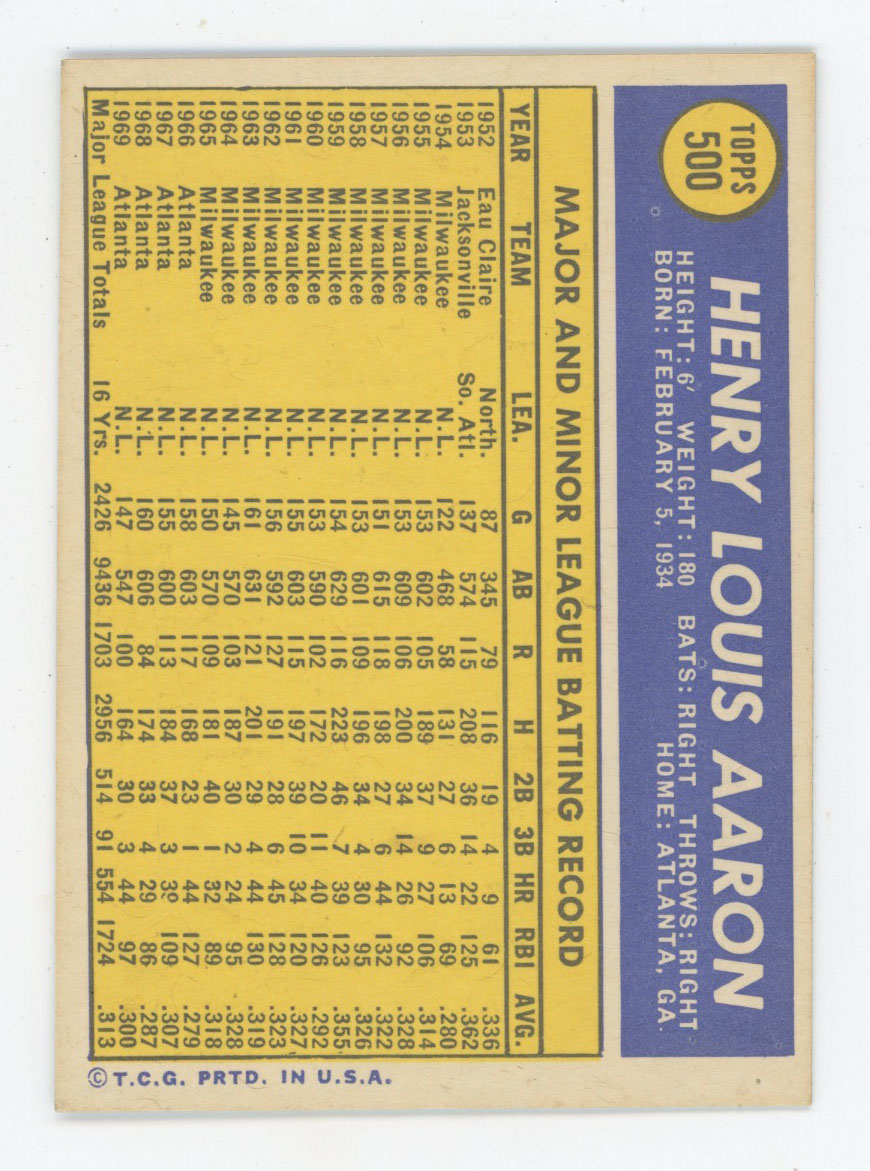 TOPPS
500
HENRY LOUIS AARON
HEIGHT: 6' WEIGHT: 180 BATS: RIGHT THROWS: RIGHT
BORN: FEBRUARY 5, 1934 HOME: ATLANTA, GA.
MAJOR AND MINOR LEAGUE BATTING RECORD
YEAR TEAM LEA. G AB R H 2B 3B HR RBI AVG.
1952 Eau Claire North. 87 345 79 116 19 4 9 61 .336
1953 Jacksonville So. Atl. 137 574 115 208 36 14 22 125 .362
1954 Milwaukee N.L. 122 468 58 131 27 6 13 69 .280
1955 Milwaukee N.L. 153 602 105 189 37 9 27 106 .314
1956 Milwaukee N.L. 153 609 106 200 34 14 26 92 .328
1957 Milwaukee N.L. 151 615 118 198 27 6 44 132 .322
1958 Milwaukee N.L. 153 601 109 196 34 4 30 95 .326
1959 Milwaukee N.L. 154 629 116 223 46 7 39 123 .355
1960 Milwaukee N.L. 153 590 102 172 20 11 40 126 .292
1961 Milwaukee N.L. 155 603 115 197 39 10 34 120 .327
1962 Milwaukee N.L. 156 592 127 191 28 6 45 128 .323
1963 Milwaukee N.L. 161 631 121 201 29 4 44 130 .319
1964 Milwaukee N.L. 145 570 103 187 30 2 24 95 .328
1965 Milwaukee N.L. 150 570 109 181 40 1 32 89 .318
1966 Atlanta N.L. 158 603 117 168 23 1 44 127 .279
1967 Atlanta N.L. 155 600 113 184 37 3 39 109 .307
1968 Atlanta N.L. 160 606 84 174 33 4 29 86 .287
1969 Atlanta N.L. 147 547 100 164 30 3 44 97 .300
Major League Totals 16 Yrs. 2426 9436 1703 2956 514 91 554 1724 .313
© T.C.G. PRTD. IN U.S.A.